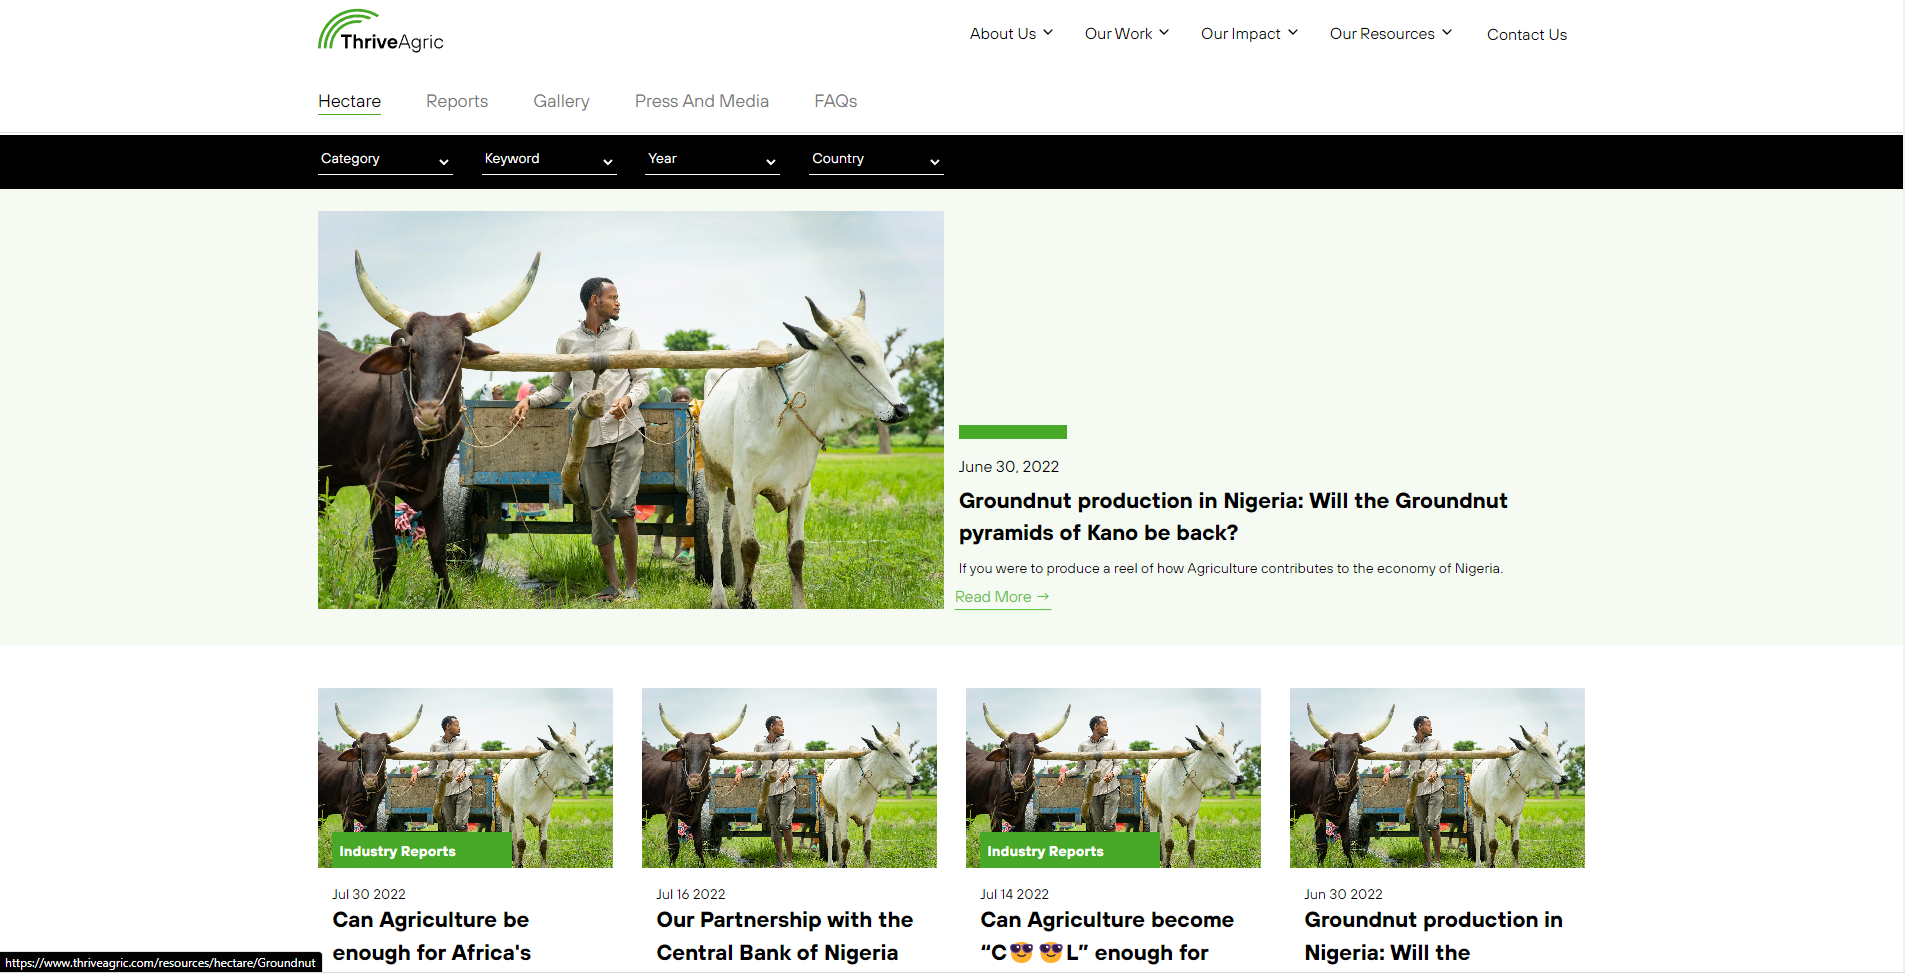 ThriveAgric
About Us
Our Work
Our Impact
Our Resources
Contact Us
Hectare
Reports
Gallery
Press And Media
FAQs
Category
Keyword
Year
Country
June 30, 2022
Groundnut production in Nigeria: Will the Groundnut
pyramids of Kano be back?
If you were to produce a reel of how Agriculture contributes to the economy of Nigeria.
Read More →
Industry Reports
Jul 30 2022
Can Agriculture be
enough for Africa's
Jul 16 2022
Our Partnership with the
Central Bank of Nigeria
Industry Reports
Jul 14 2022
Can Agriculture become
“C😎😎L” enough for
Jun 30 2022
Groundnut production in
Nigeria: Will the
https://www.thriveagric.com/resources/hectare/Groundnut